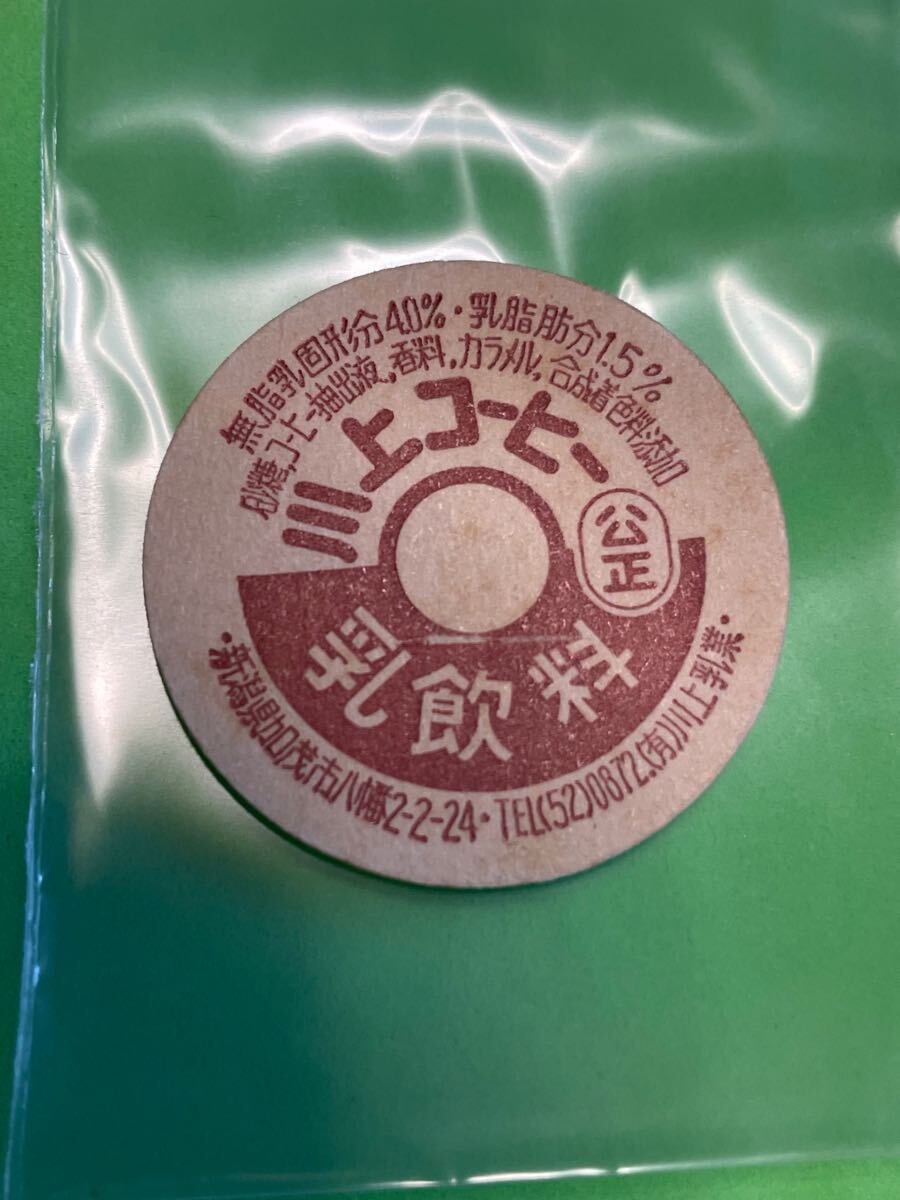 無脂乳固形分4.0%・乳脂肪分1.5%
砂糖,コーヒー抽出液,香料,カラメル,合成着色料添加
川上コーヒー
公正
乳飲料
・新潟県加茂市八幡2-2-24・TEL(52)0672.(有)川上乳業・